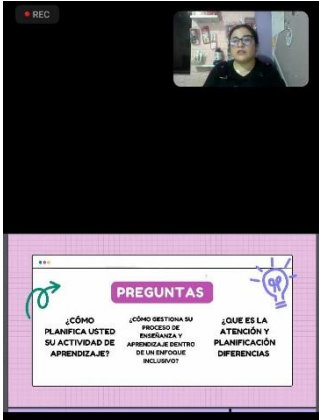 REC
PREGUNTAS
¿CÓMO
PLANIFICA USTED
SU ACTIVIDAD DE
APRENDIZAJE?
¿CÓMO GESTIONA SU
PROCESO DE
ENSEÑANZA Y
APRENDIZAJE DENTRO
DE UN ENFOQUE
INCLUSIVO?
¿QUE ES LA
ATENCIÓN Y
PLANIFICACIÓN
DIFERENCIAS